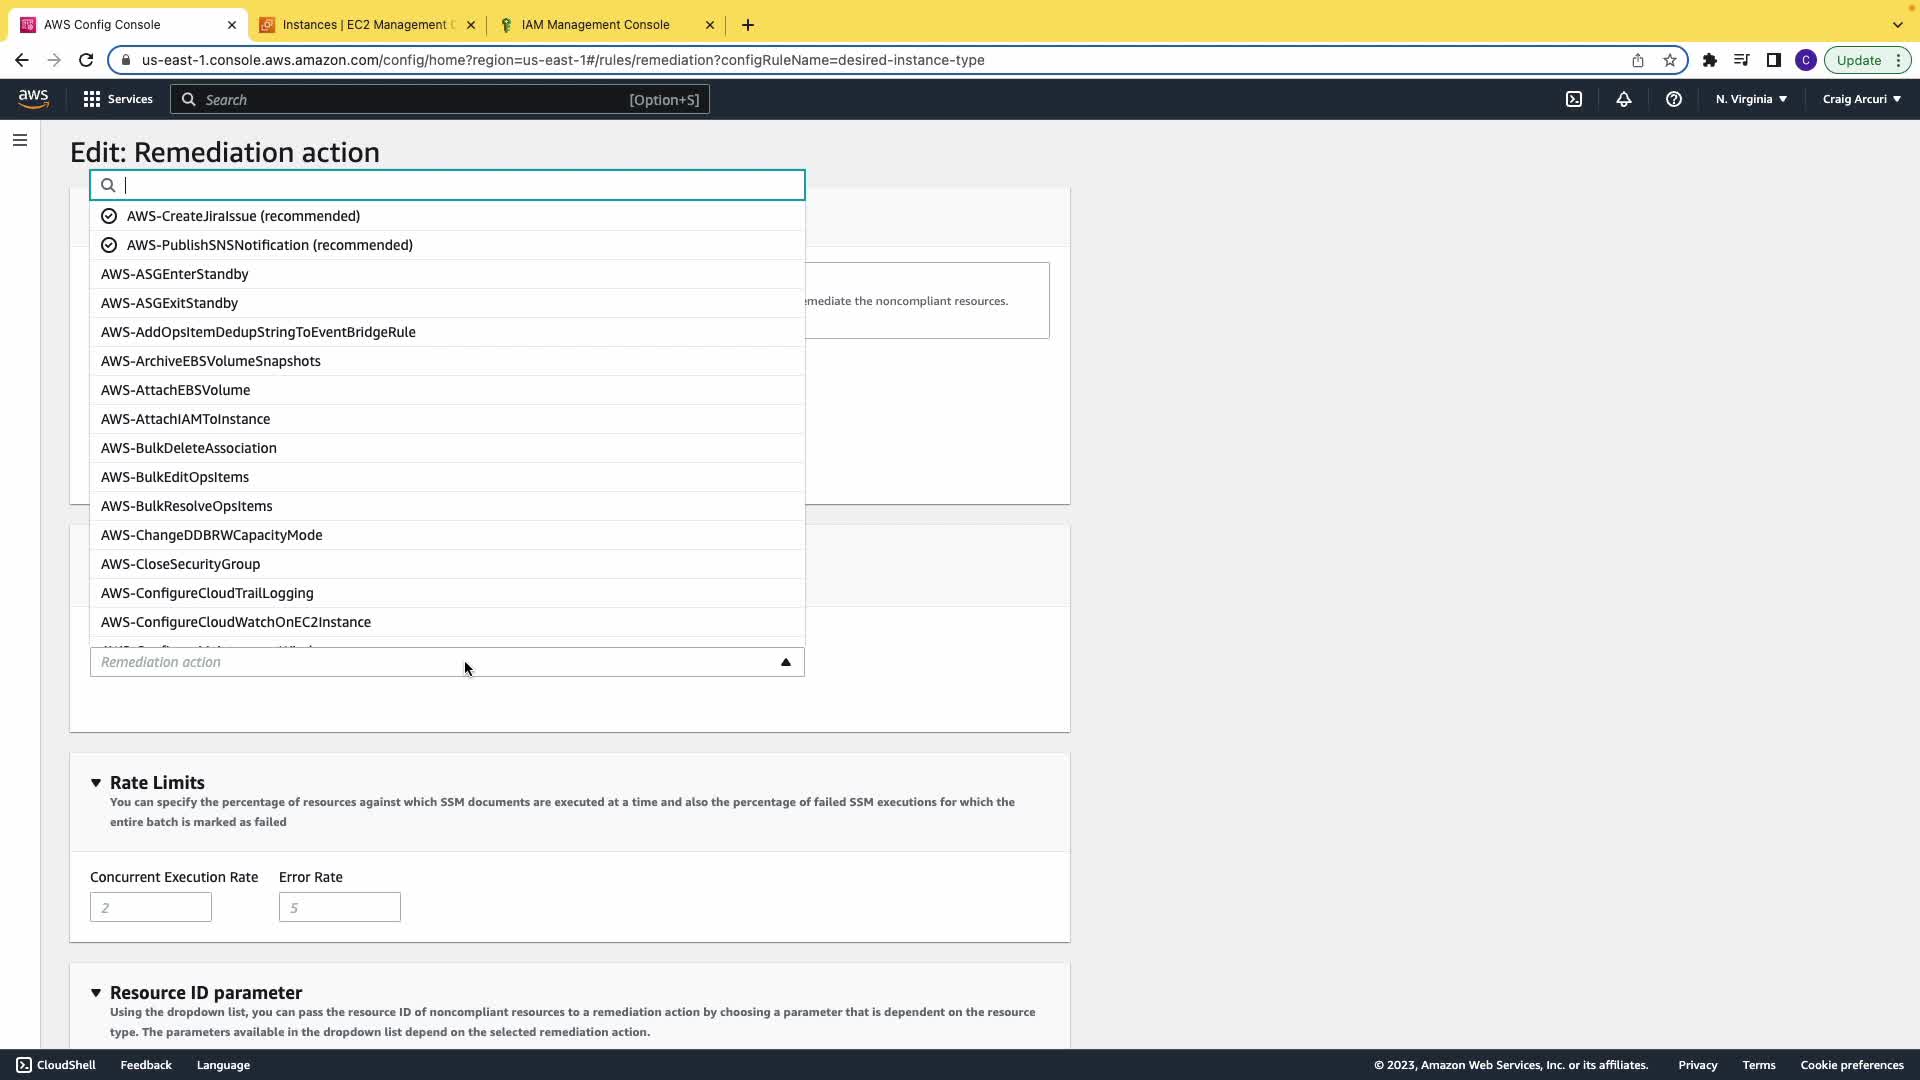 AWS Config Console
Instances | EC2 Management C
IAM Management Console
us-east-1.console.aws.amazon.com/config/home?region=us-east-1#/rules/remediation?configRuleName=desired-instance-type
C
Update
aws
Services
Search
[Option+S]
N. Virginia
Craig Arcuri
Edit: Remediation action
AWS-CreateJiraIssue (recommended)
AWS-PublishSNSNotification (recommended)
AWS-ASGEnterStandby
AWS-ASGExitStandby
emediate the noncompliant resources.
AWS-AddOpsItemDedupStringToEventBridgeRule
AWS-ArchiveEBSVolumeSnapshots
AWS-AttachEBSVolume
AWS-AttachIAMToInstance
AWS-BulkDeleteAssociation
AWS-BulkEditOpsItems
AWS-BulkResolveOpsItems
AWS-ChangeDDBRWCapacityMode
AWS-CloseSecurityGroup
AWS-ConfigureCloudTrailLogging
AWS-ConfigureCloudWatchOnEC2Instance
Remediation action
Rate Limits
You can specify the percentage of resources against which SSM documents are executed at a time and also the percentage of failed SSM executions for which the
entire batch is marked as failed
Concurrent Execution Rate
Error Rate
2
5
Resource ID parameter
Using the dropdown list, you can pass the resource ID of noncompliant resources to a remediation action by choosing a parameter that is dependent on the resource
type. The parameters available in the dropdown list depend on the selected remediation action.
CloudShell
Feedback
Language
© 2023, Amazon Web Services, Inc. or its affiliates.
Privacy
Terms
Cookie preferences